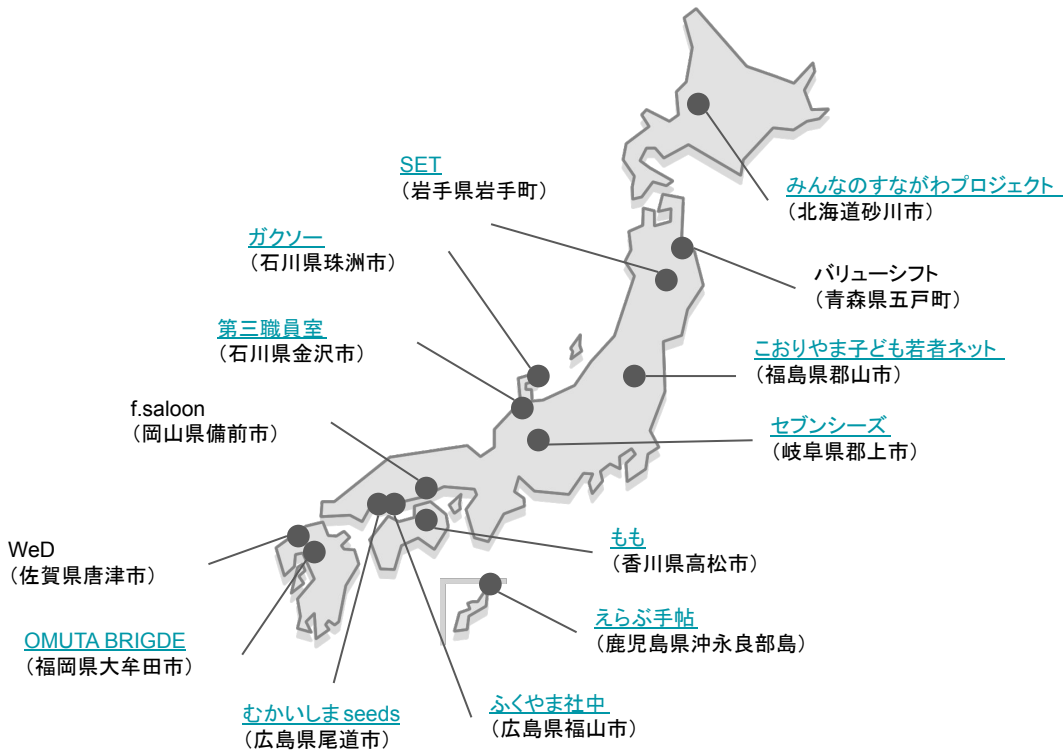 SET
（岩手県岩手町）
みんなのすながわプロジェクト
（北海道砂川市）
ガクソー
（石川県珠洲市）
バリューシフト
（青森県五戸町）
第三職員室
（石川県金沢市）
こおりやま子ども若者ネット
（福島県郡山市）
f.saloon
（岡山県備前市）
セブンシーズ
（岐阜県郡上市）
WeD
（佐賀県唐津市）
もも
（香川県高松市）
OMUTA BRIGDE
（福岡県大牟田市）
えらぶ手帖
（鹿児島県沖永良部島）
むかいしまseeds
（広島県尾道市）
ふくやま社中
（広島県福山市）